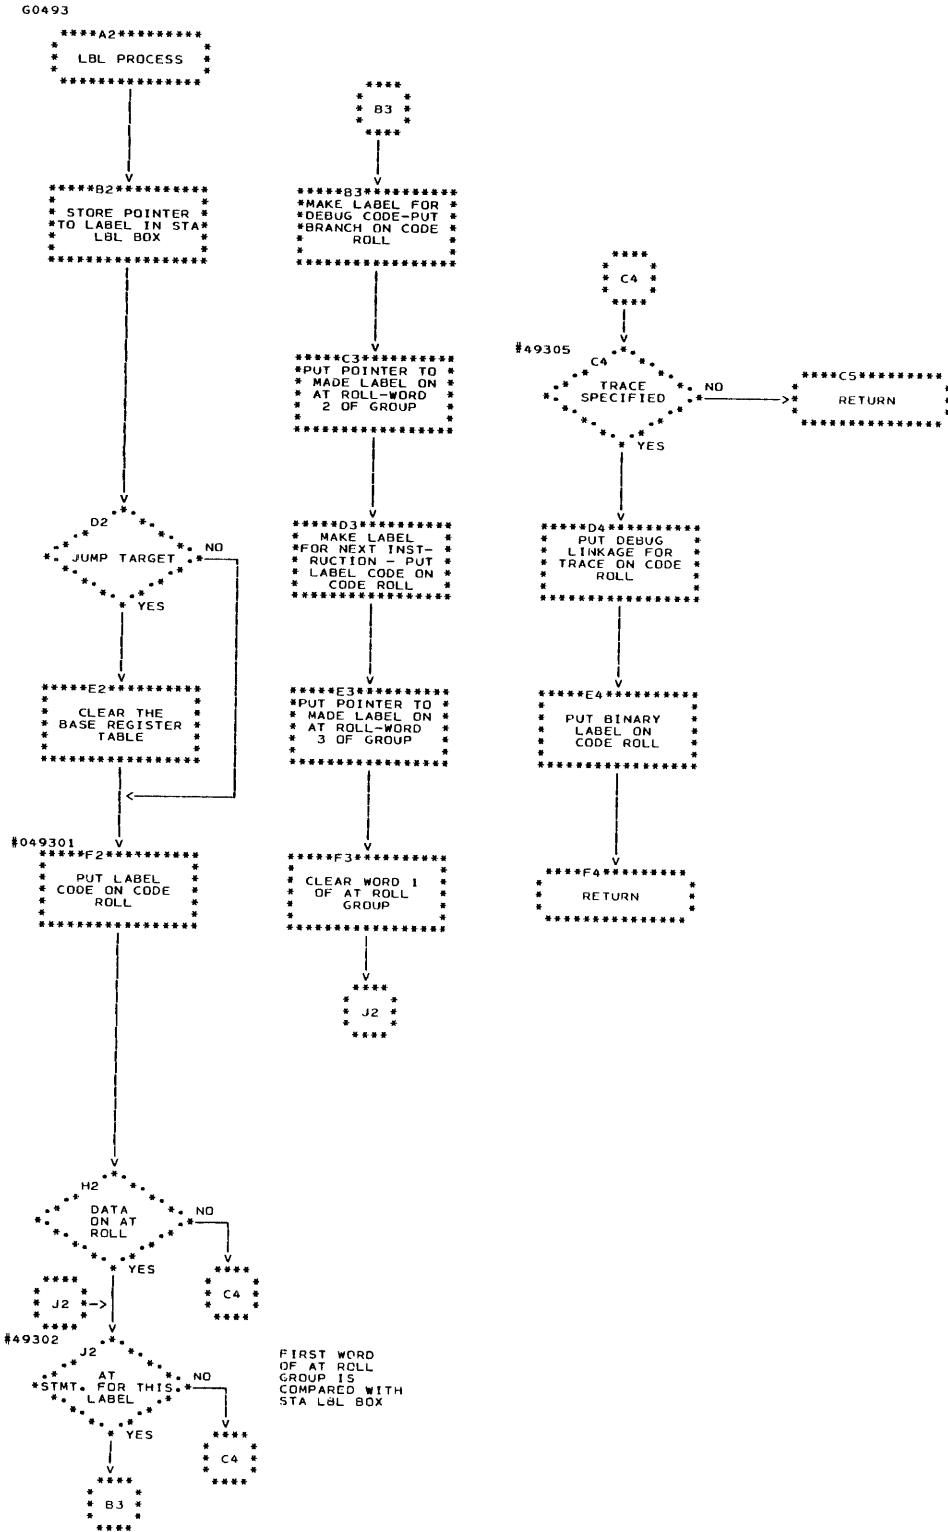 G0493
A2
LBL PROCESS
B2
STORE POINTER
TO LABEL IN STA
LBL BOX
D2
JUMP TARGET
NO
YES
E2
CLEAR THE
BASE REGISTER
TABLE
#049301
F2
PUT LABEL
CODE ON CODE
ROLL
H2
DATA
ON AT
ROLL
NO
YES
C4
J2
#49302
J2
AT
STMT. FOR THIS
LABEL
NO
YES
C4
B3
FIRST WORD
OF AT ROLL
GROUP IS
COMPARED WITH
STA LBL BOX
B3
B3
MAKE LABEL FOR
DEBUG CODE-PUT
BRANCH ON CODE
ROLL
C3
PUT POINTER TO
MADE LABEL ON
AT ROLL-WORD
2 OF GROUP
D3
MAKE LABEL
FOR NEXT INST-
RUCTION - PUT
LABEL CODE ON
CODE ROLL
E3
PUT POINTER TO
MADE LABEL ON
AT ROLL-WORD
3 OF GROUP
F3
CLEAR WORD 1
OF AT ROLL
GROUP
J2
C4
#49305
C4
TRACE
SPECIFIED
NO
YES
C5
RETURN
D4
PUT DEBUG
LINKAGE FOR
TRACE ON CODE
ROLL
E4
PUT BINARY
LABEL ON
CODE ROLL
F4
RETURN